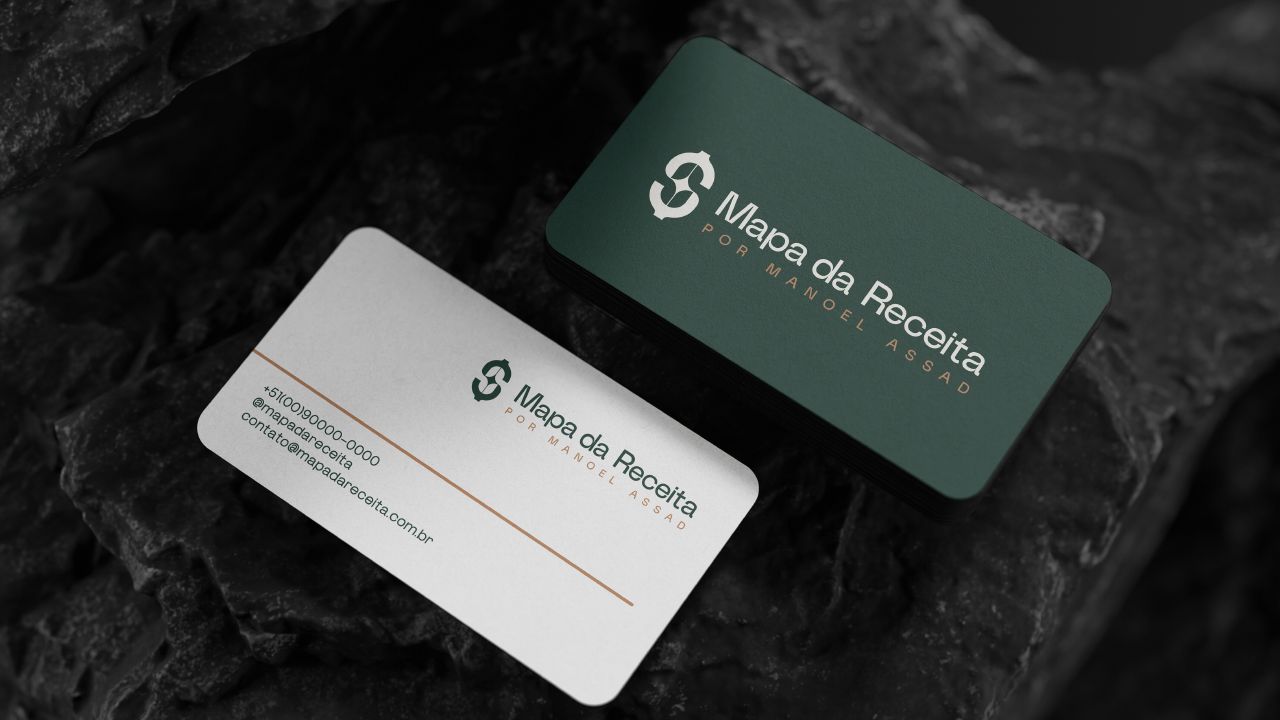 Mapa da Receita
POR MANOEL ASSAD
Mapa da Receita
POR MANOEL ASSAD
+51(00)90000-0000
@mapadareceita
contato@mapadareceita.com.br